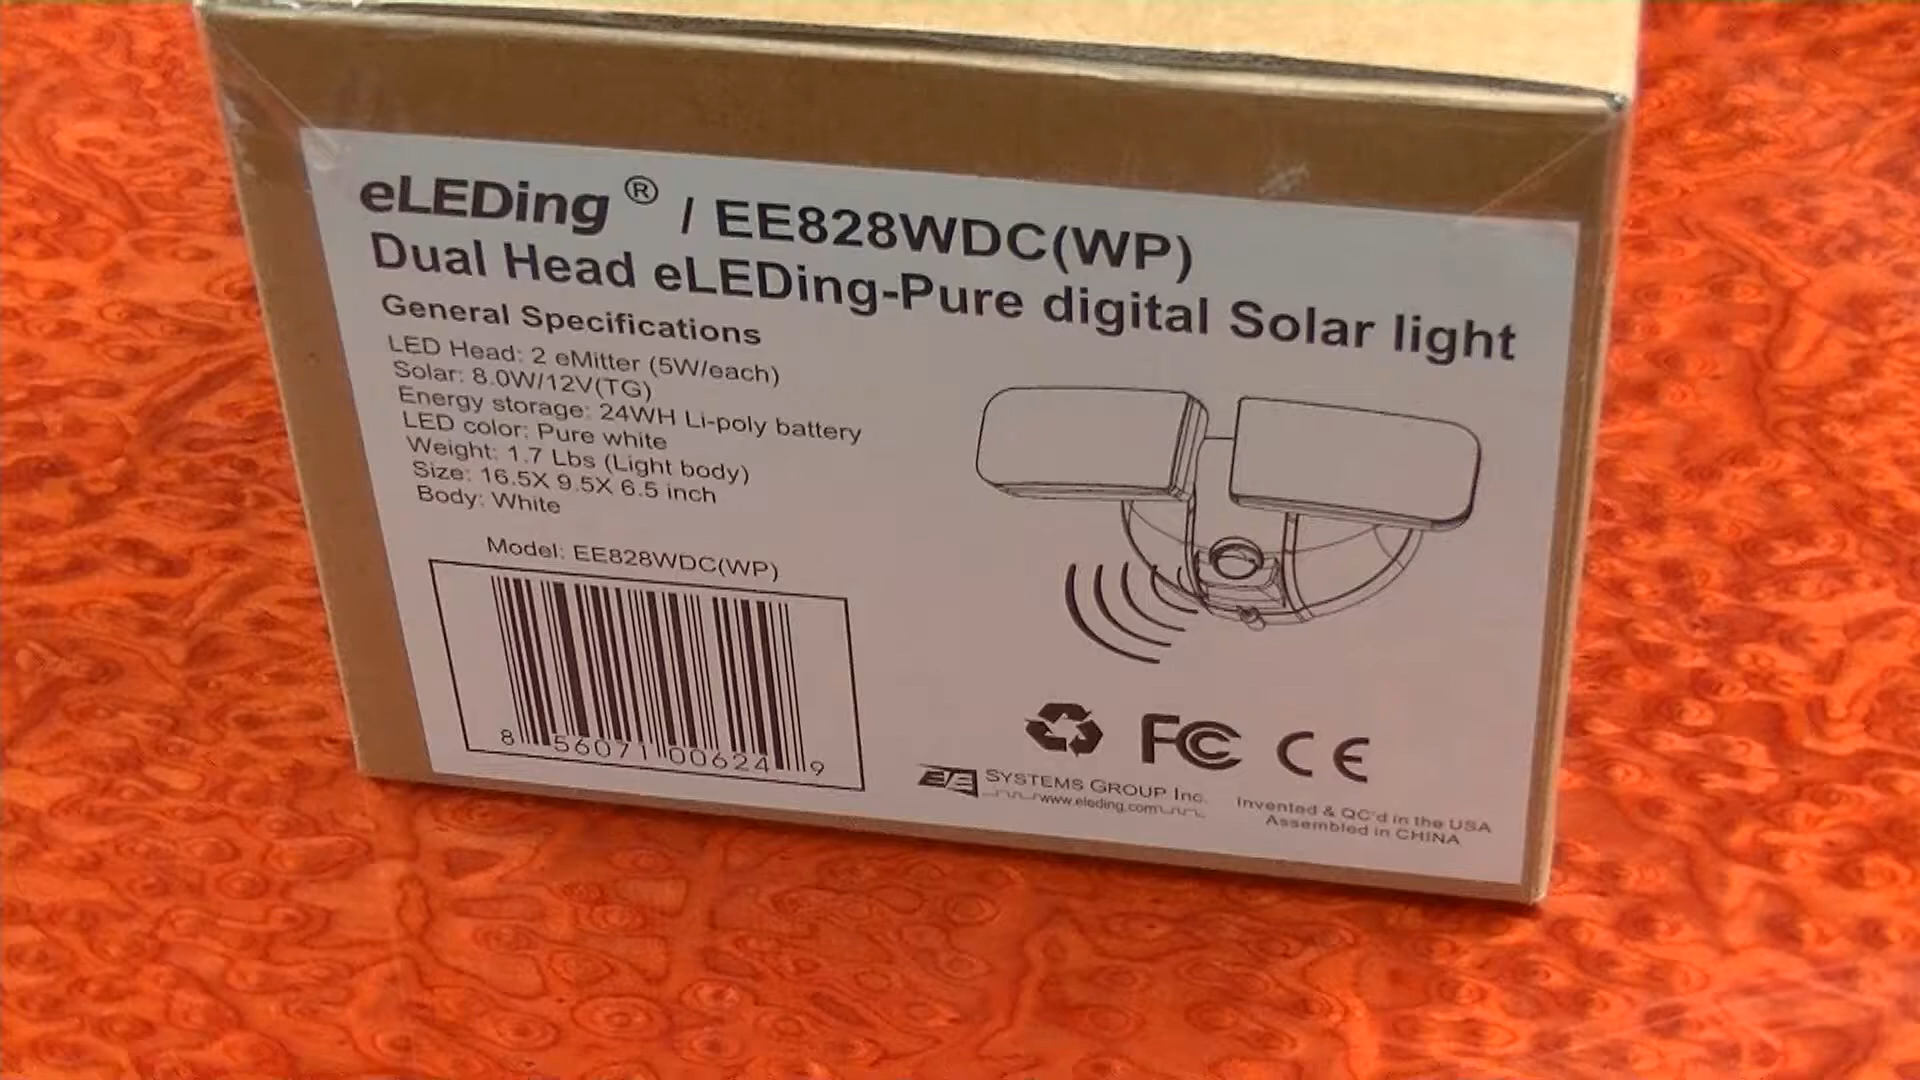 eLEDing ® / EE828WDC(WP)
Dual Head eLEDing-Pure digital Solar light
General Specifications
LED Head: 2 eMitter (5W/each)
Solar: 8.0W/12V(TG)
Energy storage: 24WH Li-poly battery
LED color: Pure white
Weight: 1.7 Lbs (Light body)
Size: 16.5X 9.5X 6.5 inch
Body: White
Model: EE828WDC(WP)
8 56071 00624 9
FC CE
E/E SYSTEMS GROUP Inc.
www.eleding.com
Invented & QC'd in the USA
Assembled in CHINA